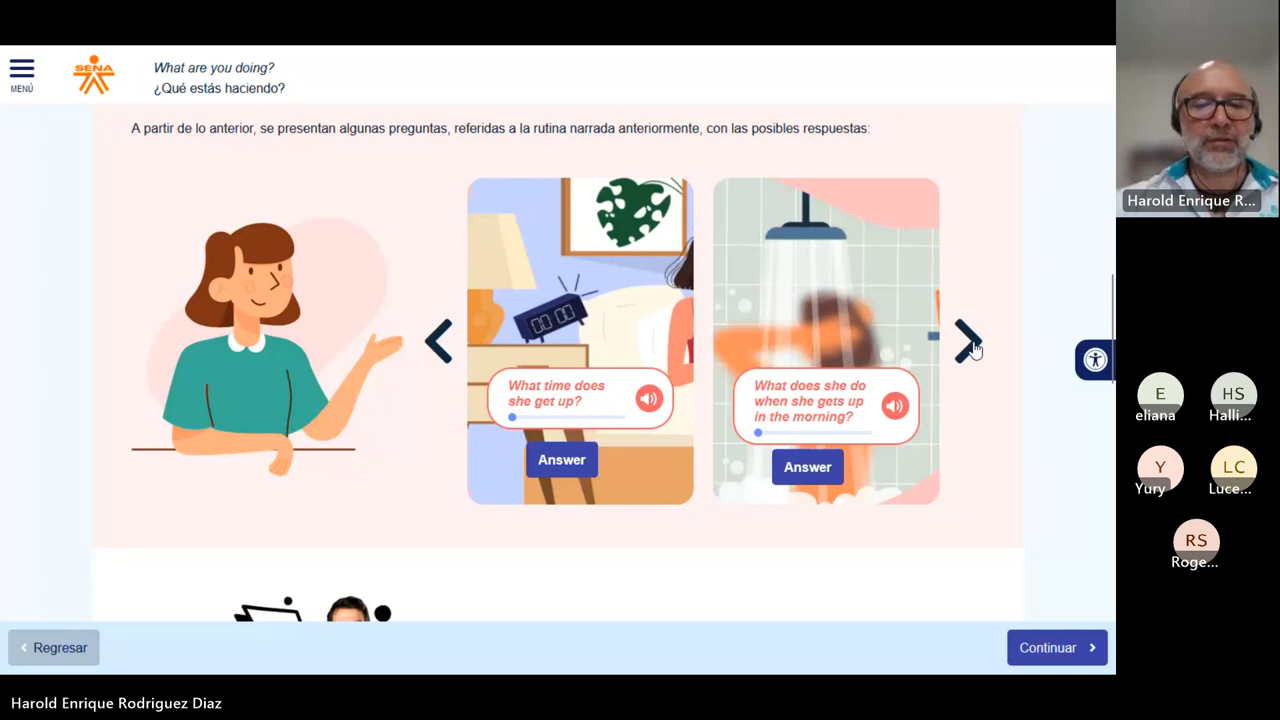 MENÚ
SENA
What are you doing?
¿Qué estás haciendo?
A partir de lo anterior, se presentan algunas preguntas, referidas a la rutina narrada anteriormente, con las posibles respuestas:
What time does
she get up?
Answer
What does she do
when she gets up
in the morning?
Answer
Regresar
Continuar
Harold Enrique R...
E
eliana
HS
Halli...
Y
Yury
LC
Luce...
RS
Roge...
Harold Enrique Rodriguez Diaz